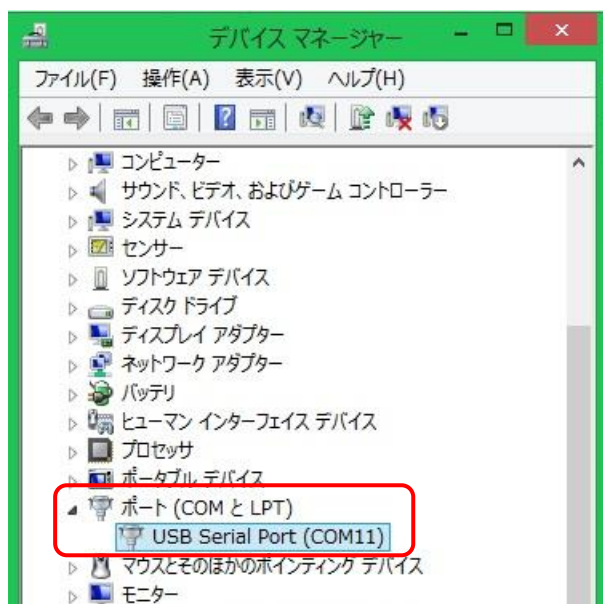 デバイス マネージャー
ファイル(F) 操作(A) 表示(V) ヘルプ(H)
コンピューター
サウンド、ビデオ、およびゲーム コントローラー
システム デバイス
センサー
ソフトウェア デバイス
ディスク ドライブ
ディスプレイ アダプター
ネットワーク アダプター
バッテリ
ヒューマン インターフェイス デバイス
プロセッサ
ポータブル デバイス
ポート (COM と LPT)
USB Serial Port (COM11)
マウスとそのほかのポインティング デバイス
モニター